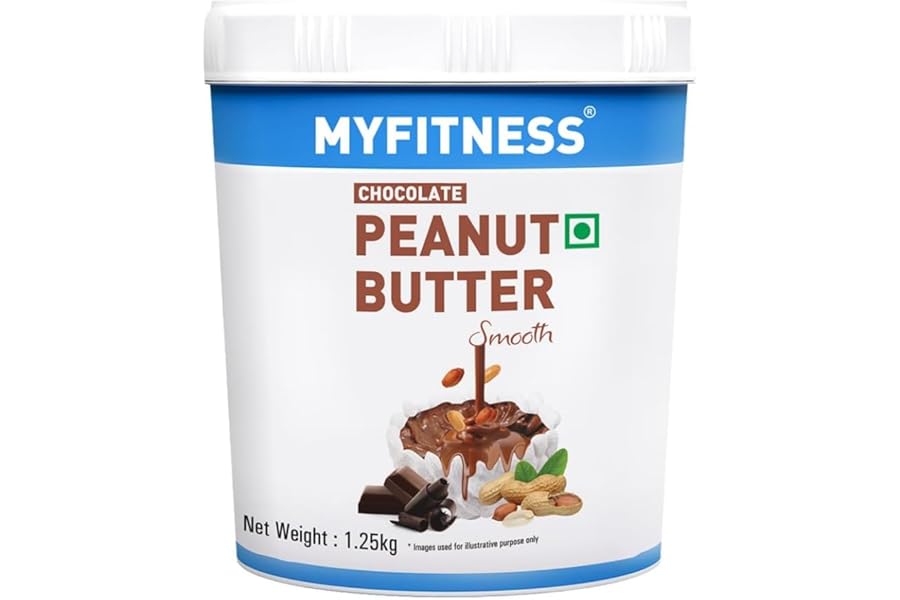 MYFITNESS®
CHOCOLATE
PEANUT
BUTTER
Smooth
Net Weight : 1.25kg
* Images used for illustrative purpose only